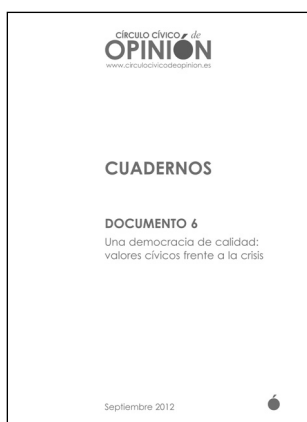 CÍRCULO CÍVICO de
OPINIÓN
www.circulocivicodeopinion.es
CUADERNOS
DOCUMENTO 6
Una democracia de calidad:
valores cívicos frente a la crisis
Septiembre 2012